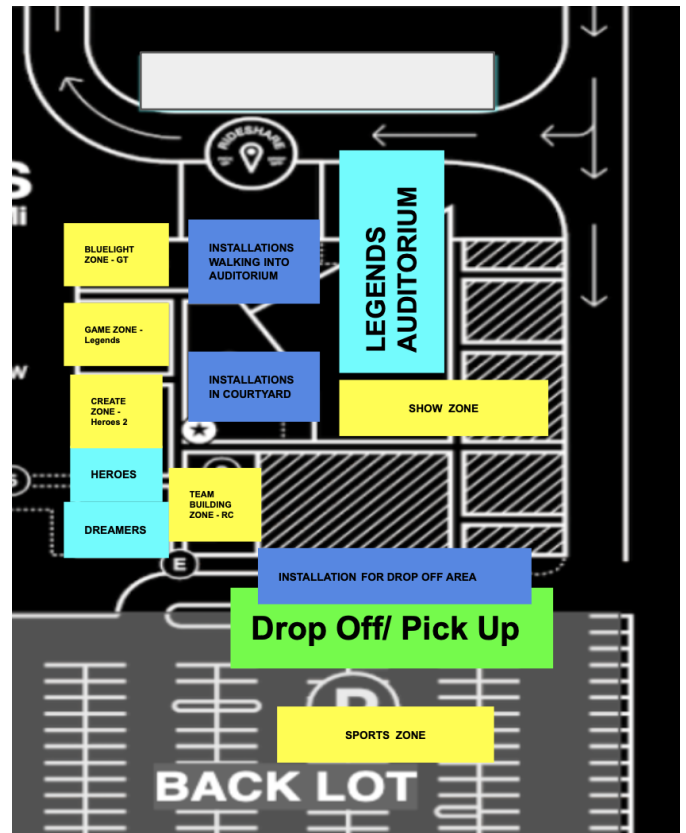 RIDESHARE
S
li
LEGENDS
AUDITORIUM
BLUELIGHT
ZONE - GT
INSTALLATIONS
WALKING INTO
AUDITORIUM
GAME ZONE -
Legends
W
INSTALLATIONS
IN COURTYARD
CREATE
ZONE -
Heroes 2
SHOW ZONE
HEROES
TEAM
BUILDING
ZONE - RC
DREAMERS
E
INSTALLATION FOR DROP OFF AREA
Drop Off/ Pick Up
P
SPORTS ZONE
BACK LOT